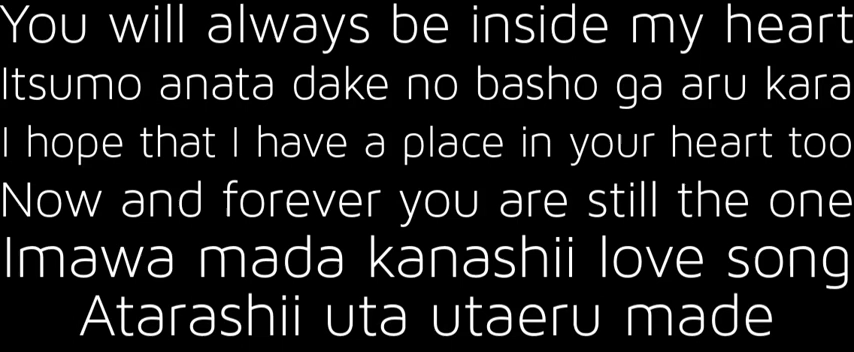 You will always be inside my heart
Itsumo anata dake no basho ga aru kara
I hope that I have a place in your heart too
Now and forever you are still the one
Imawa mada kanashii love song
Atarashii uta utaeru made